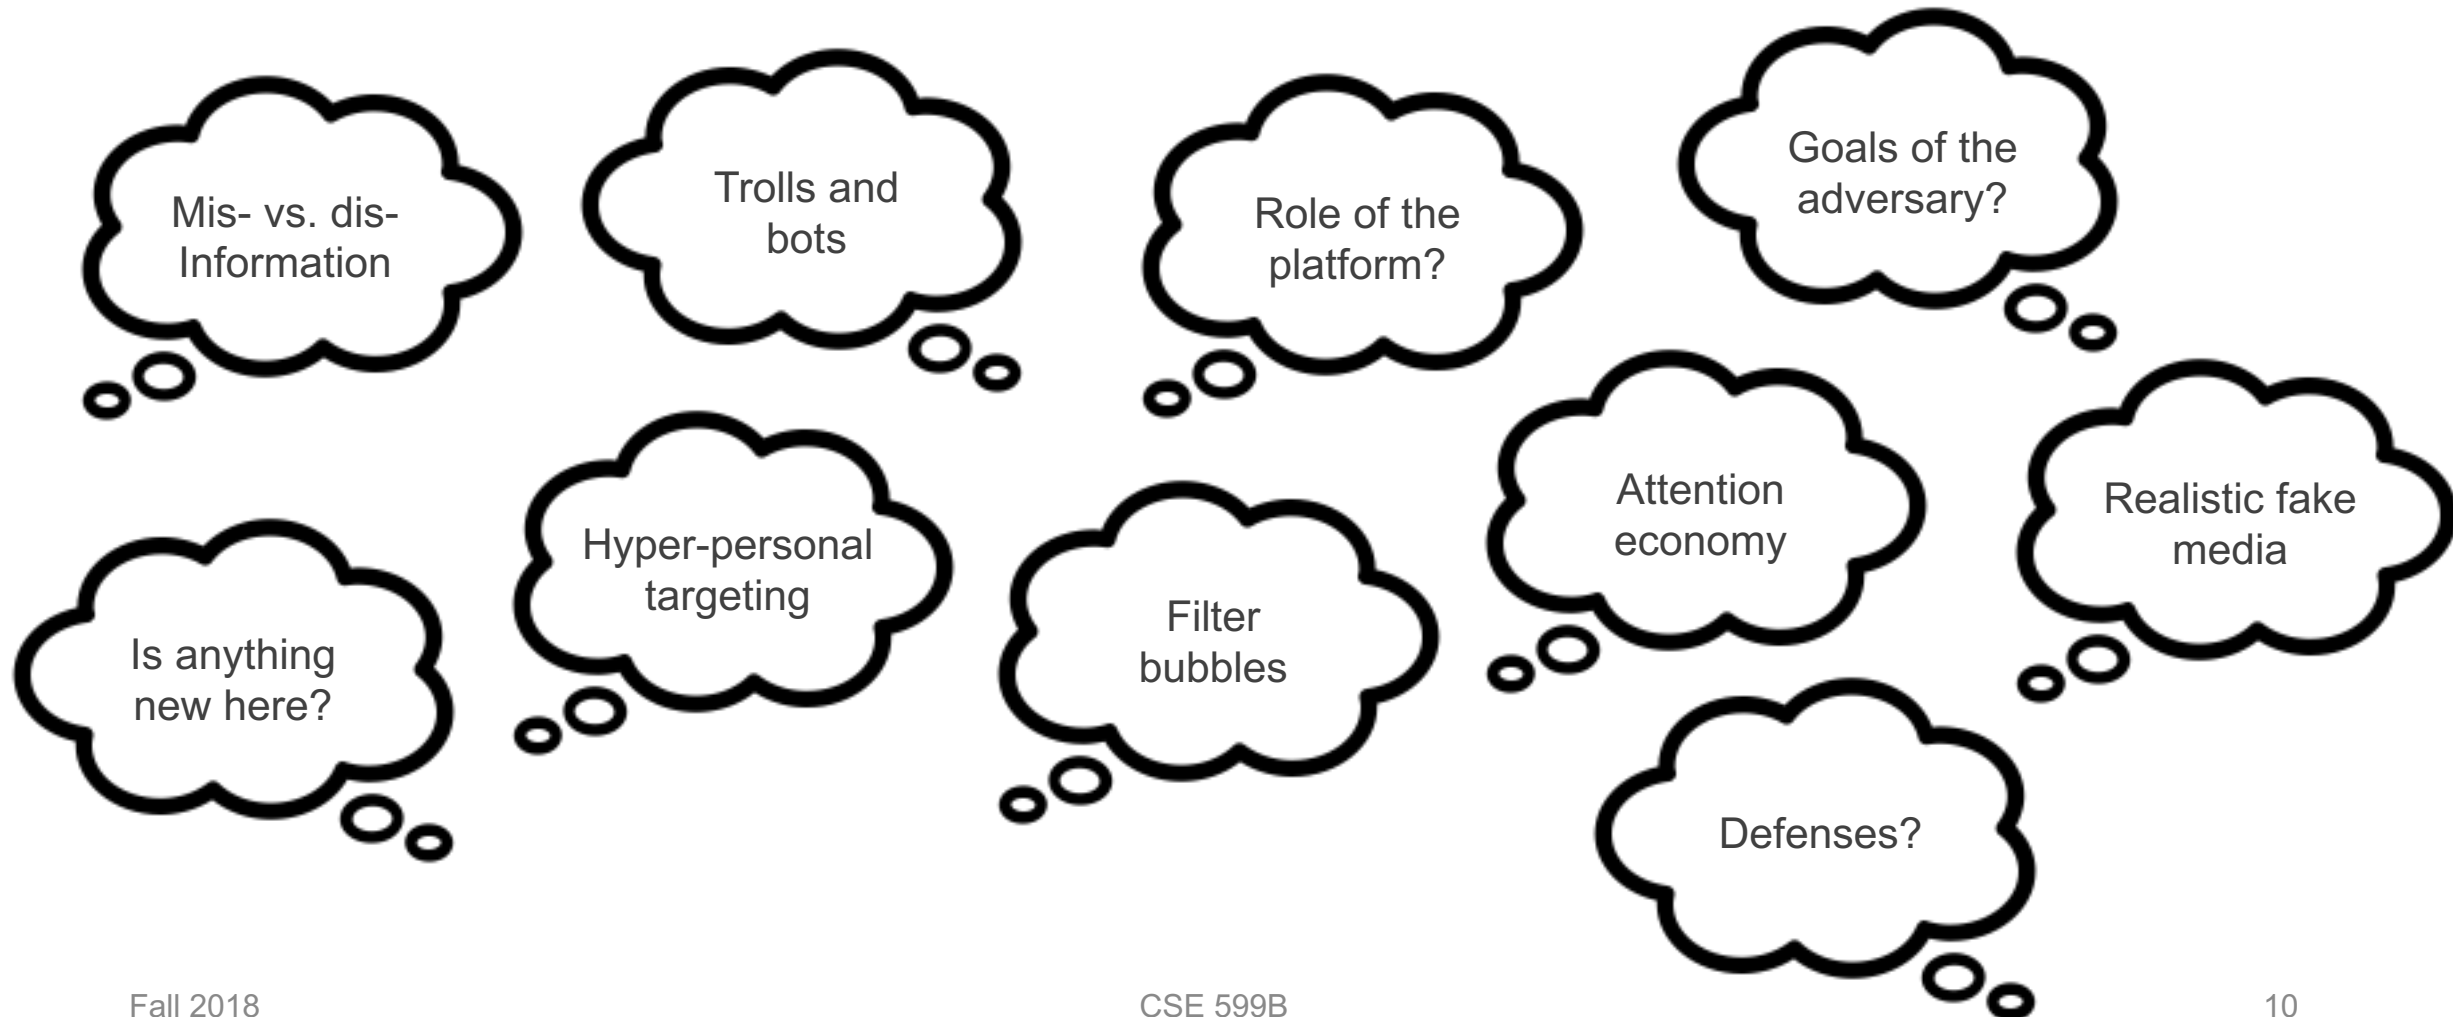 Mis- vs. dis-
Information
Trolls and
bots
Role of the
platform?
Goals of the
adversary?
Is anything
new here?
Hyper-personal
targeting
Filter
bubbles
Attention
economy
Realistic fake
media
Defenses?
Fall 2018
CSE 599B
10